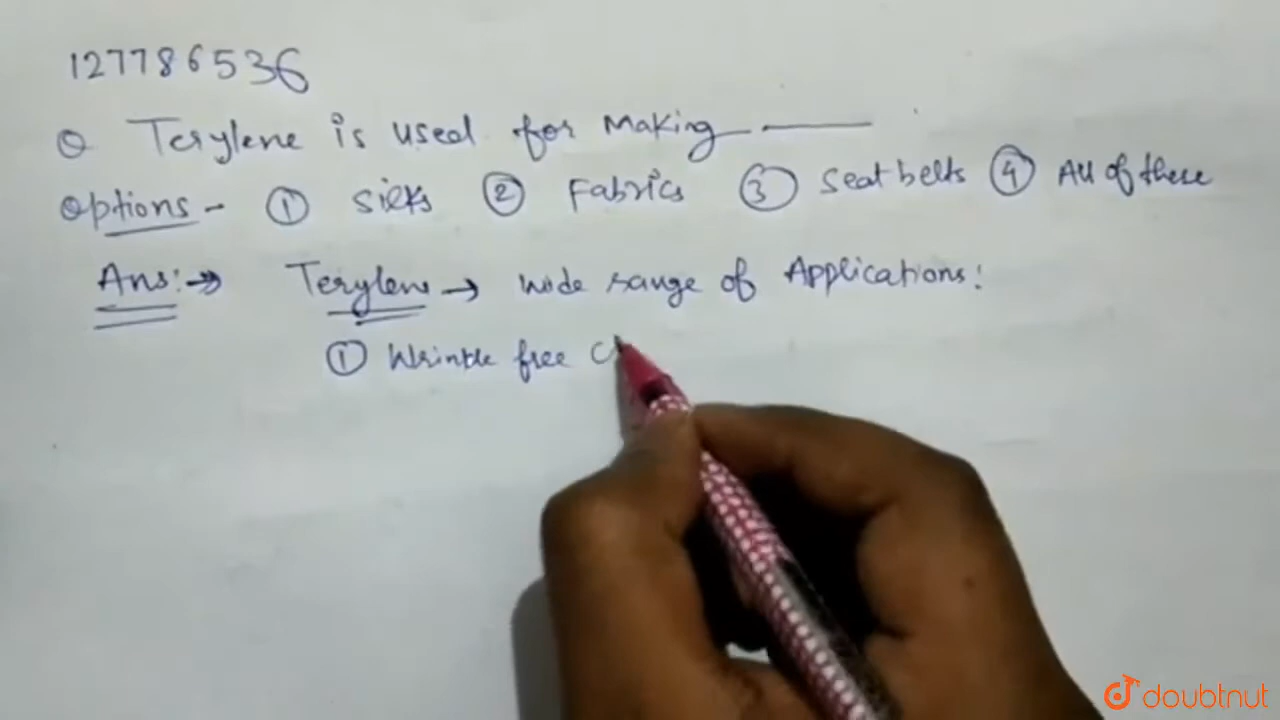 127786536
Q Terylene is used for Making ——
Options - ① Silks ② Fabrics ③ Seat belts ④ All of these
Ans:→ Terylene → wide range of Applications:
① Wrinkle free C
doubtnut